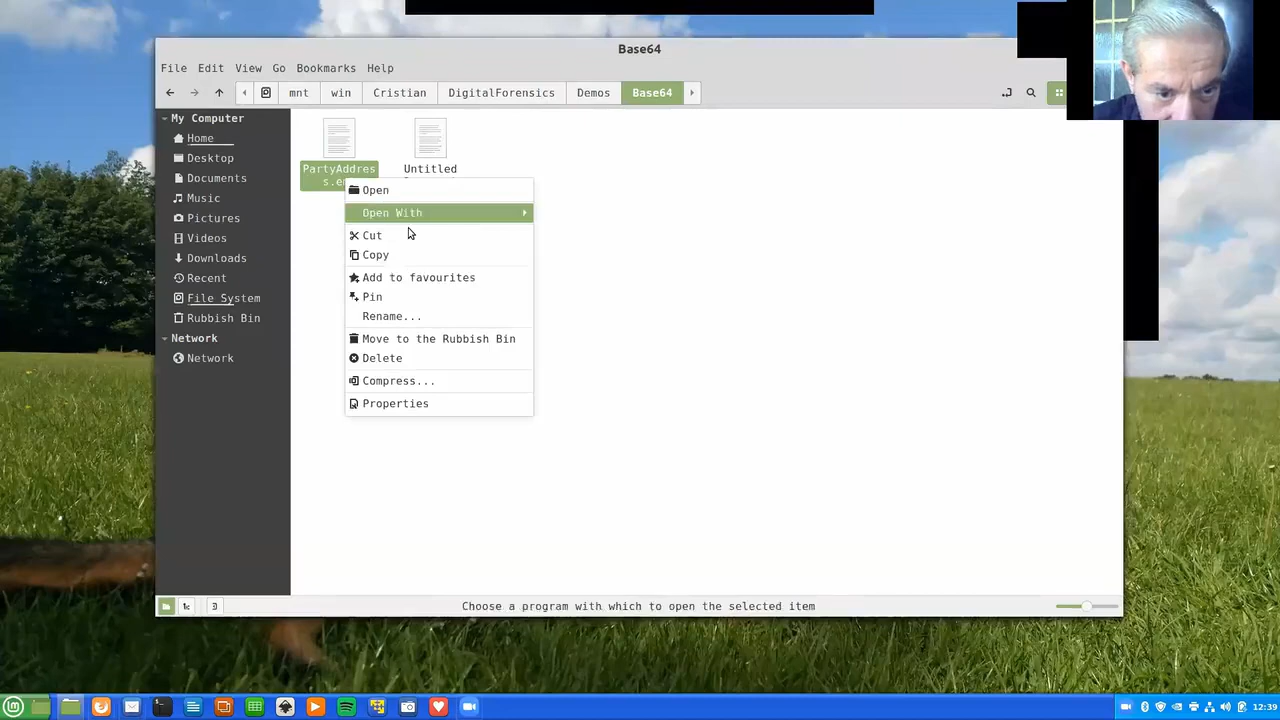 Base64
File Edit View Go Bookmarks Help
mnt win Cristian DigitalForensics Demos Base64
My Computer
Home
Desktop
Documents
Music
Pictures
Videos
Downloads
Recent
File System
Rubbish Bin
Network
Network
PartyAddres
Untitled
Open
Open With
Cut
Copy
Add to favourites
Pin
Rename...
Move to the Rubbish Bin
Delete
Compress...
Properties
Choose a program with which to open the selected item
12:39